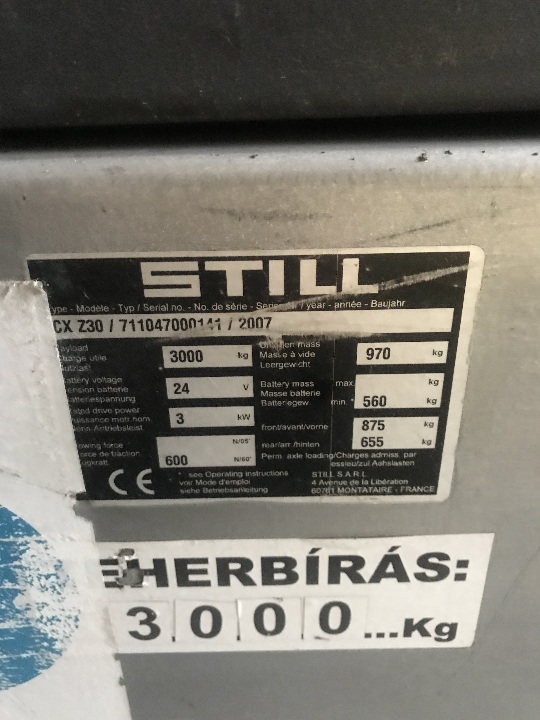 STILL
ype - Modèle - Typ / Serial no. - No. de série - Serien / year - année - Baujahr
CX Z30 / 711047000141 / 2007
ayload
harge utile
3000 kg
mass
Masse à vide
Leergewicht
970 kg
attery voltage
ension batterie
atteriespannung
24 V
Battery mass
Masse batterie
Batteriegew.
max. kg
min. 560 kg
ated drive power
uissance motr.nom.
enn-Antriebsleist
3 kW
front/avant/vorne 875 kg
rear/arr./hinten 655 kg
owing force
orce de traction
ugkraft
600 N/05' N/60'
Perm. axle loading/Charges admiss. par
essieu/zul Achslasten
CE
* see Operating instructions
voir Mode d'emploi
siehe Betriebsanleitung
STILL S.A.R.L
4 Avenue de la Libération
60761 MONTATAIRE - FRANCE
EHERBÍRÁS:
3000...Kg